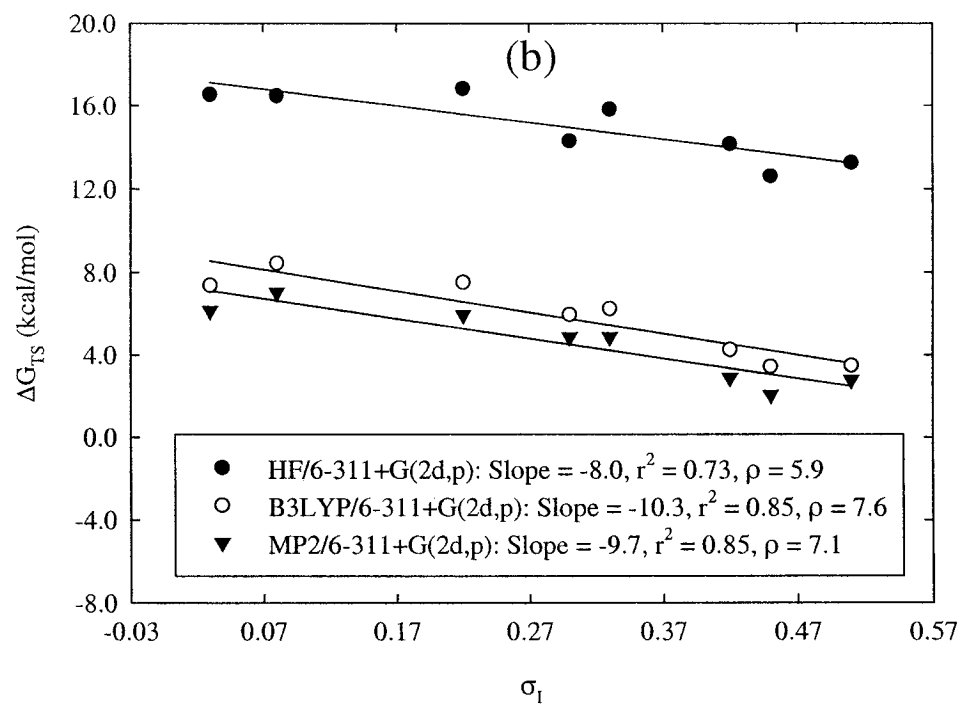 (b)
20.0
16.0
12.0
8.0
4.0
0.0
-4.0
-8.0
ΔG_TS (kcal/mol)
HF/6-311+G(2d,p): Slope = -8.0, r² = 0.73, ρ = 5.9
B3LYP/6-311+G(2d,p): Slope = -10.3, r² = 0.85, ρ = 7.6
MP2/6-311+G(2d,p): Slope = -9.7, r² = 0.85, ρ = 7.1
-0.03 0.07 0.17 0.27 0.37 0.47 0.57
σ_I